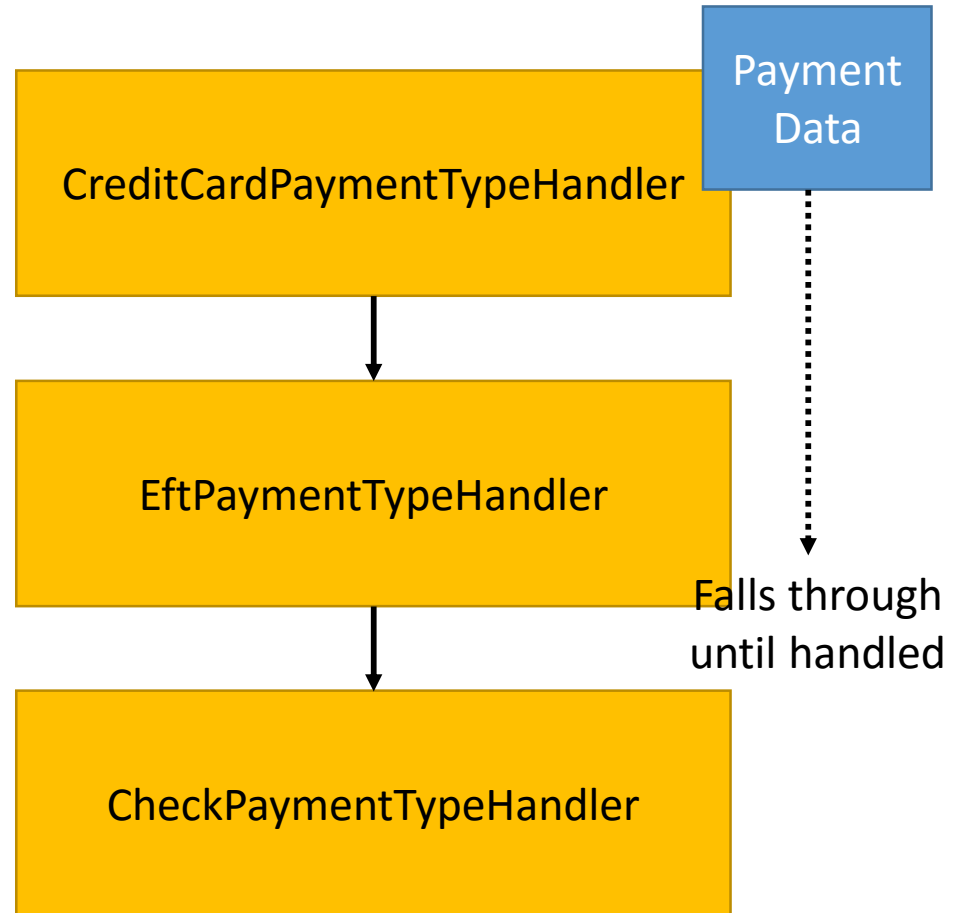 Payment
Data
CreditCardPaymentTypeHandler
EftPaymentTypeHandler
Falls through
until handled
CheckPaymentTypeHandler